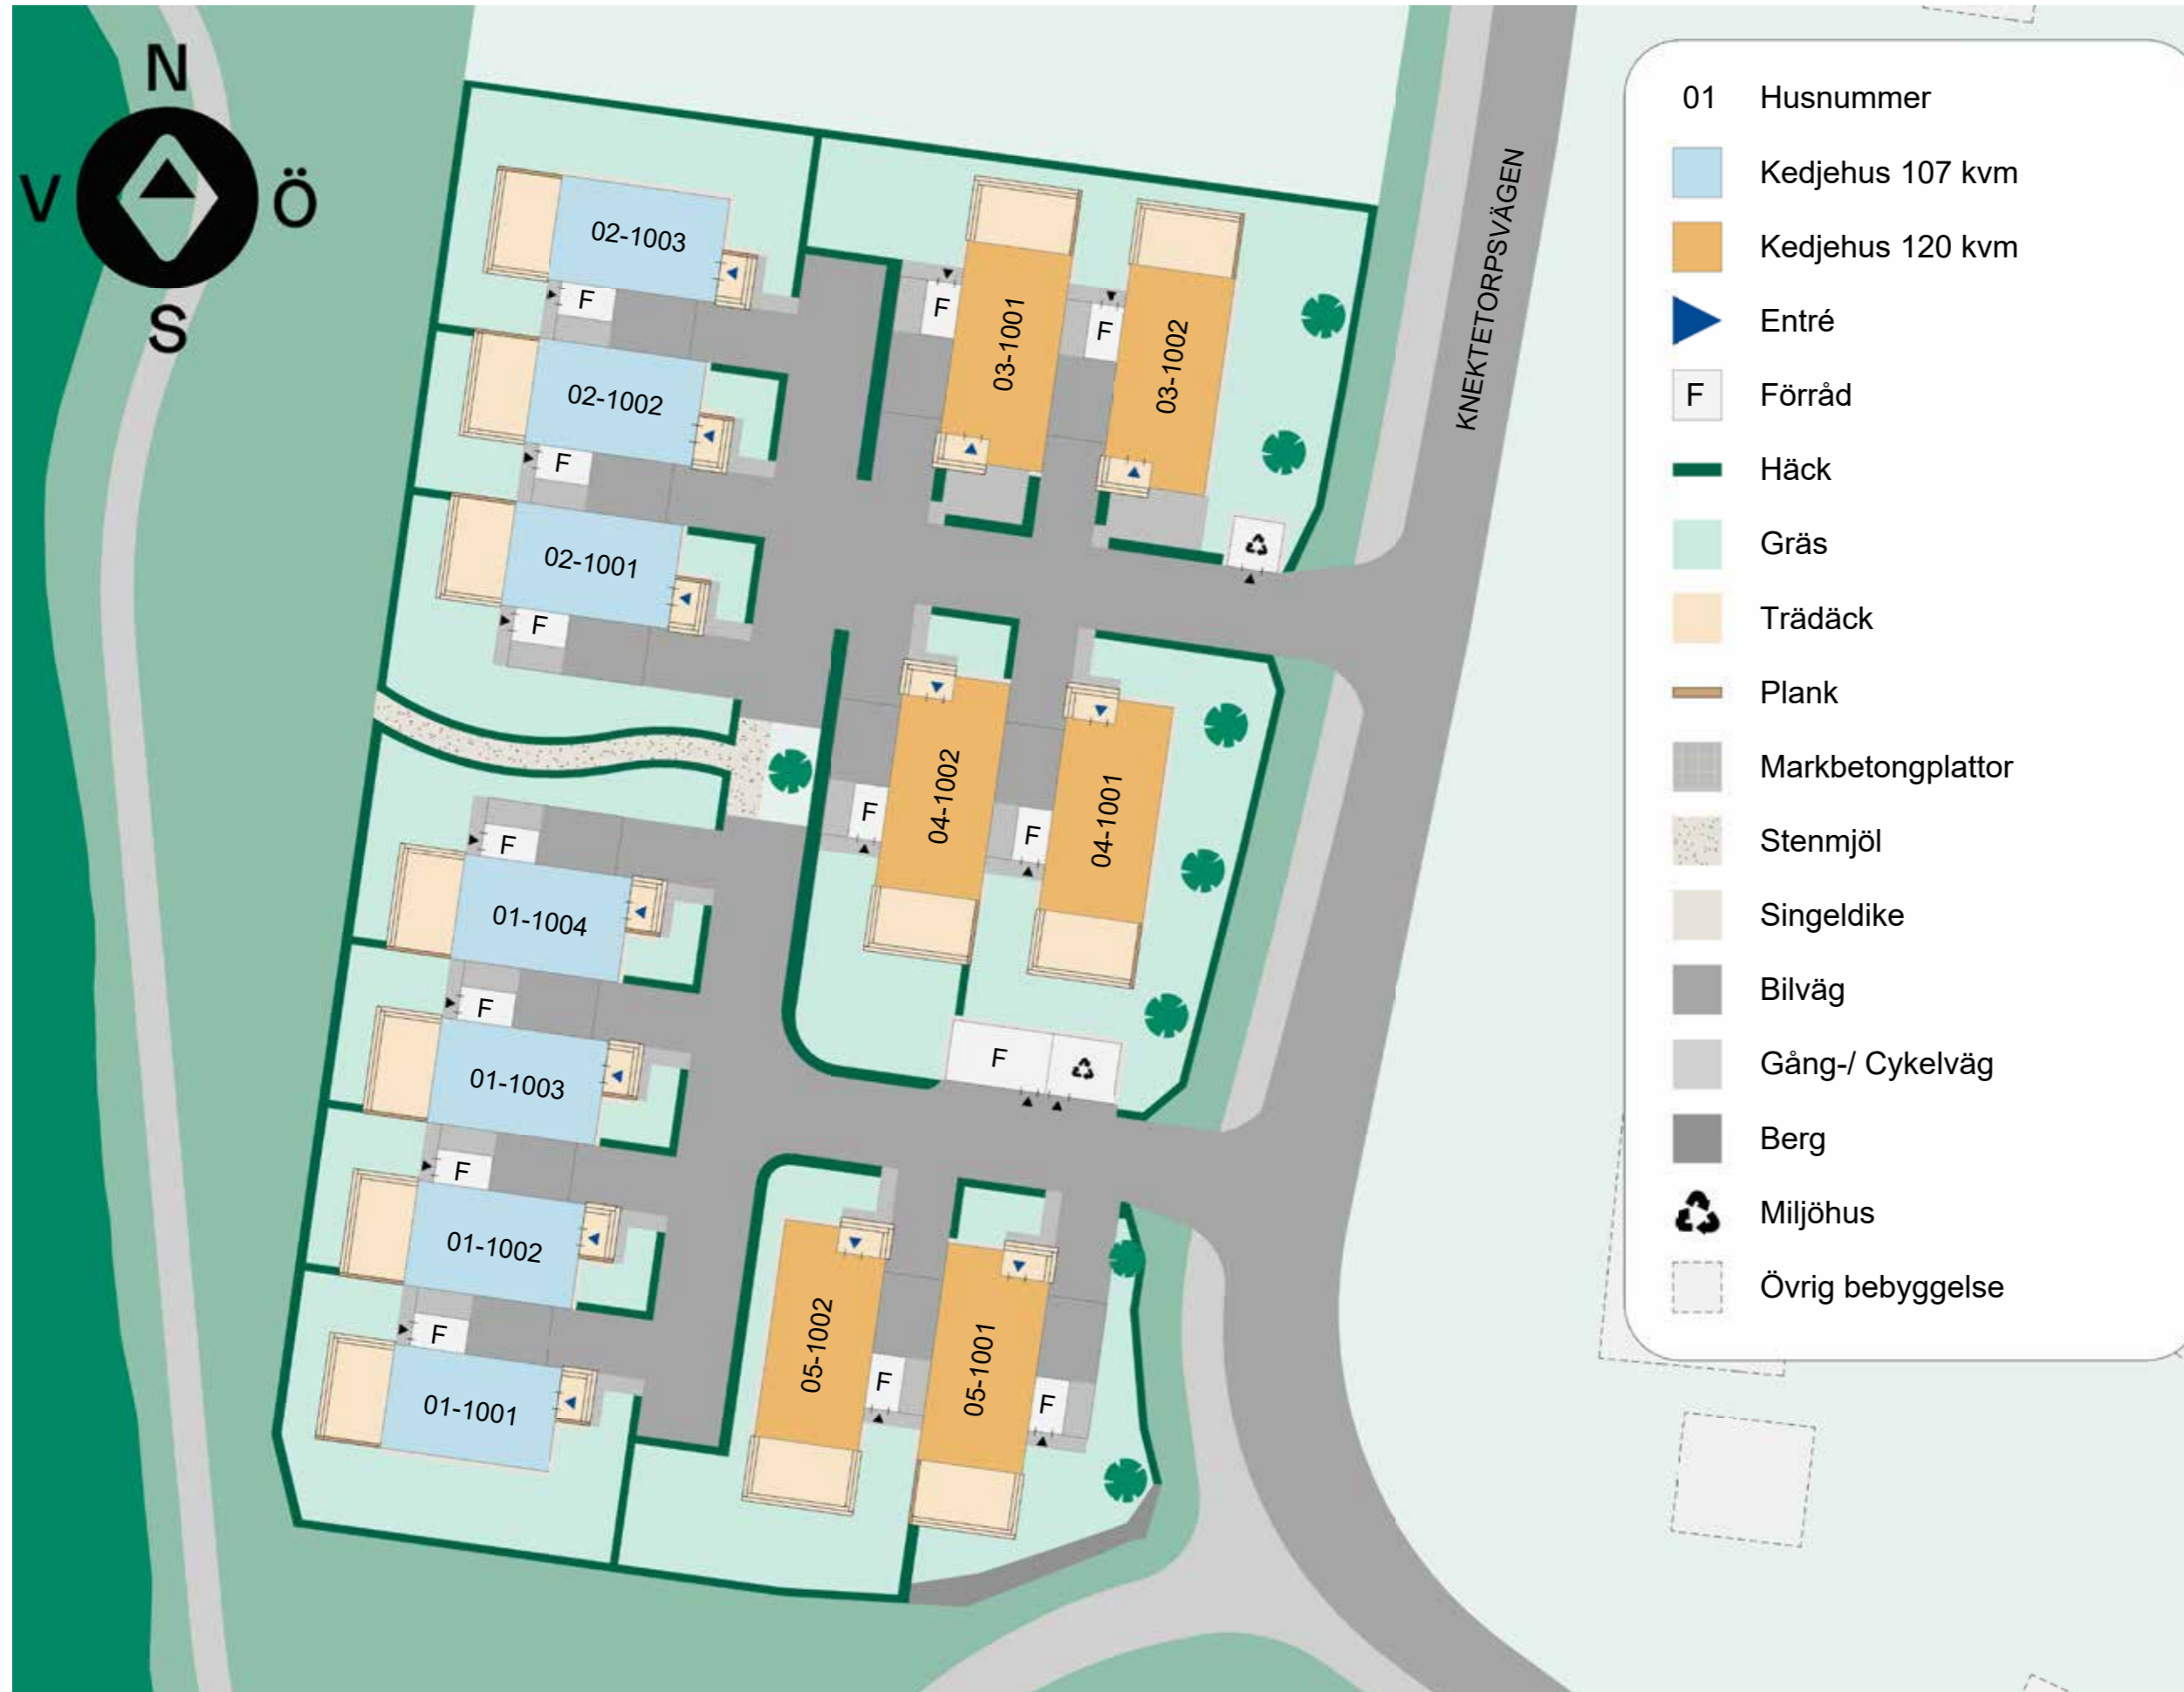 N
V
Ö
S
02-1003
F
02-1002
F
02-1001
F
F
03-1001
F
03-1002
KNEKTETORPSVÄGEN
F
04-1002
F
04-1001
F
01-1004
F
01-1003
F
01-1002
F
01-1001
F
05-1002
F
05-1001
F
01 Husnummer
Kedjehus 107 kvm
Kedjehus 120 kvm
Entré
F Förråd
Häck
Gräs
Trädäck
Plank
Markbetongplattor
Stenmjöl
Singeldike
Bilväg
Gång-/ Cykelväg
Berg
Miljöhus
Övrig bebyggelse